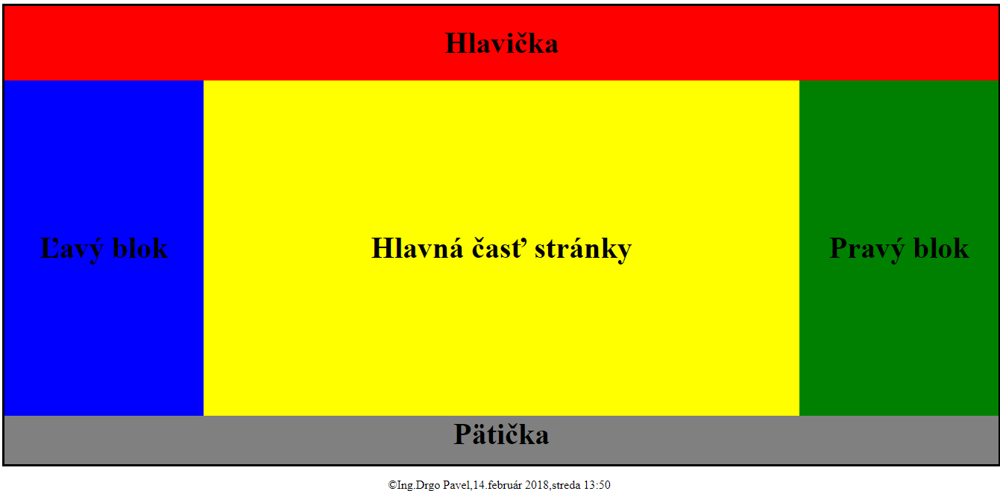 Hlavička
Ľavý blok
Hlavná časť stránky
Pravý blok
Pätička
©Ing.Drgo Pavel,14.február 2018,streda 13:50